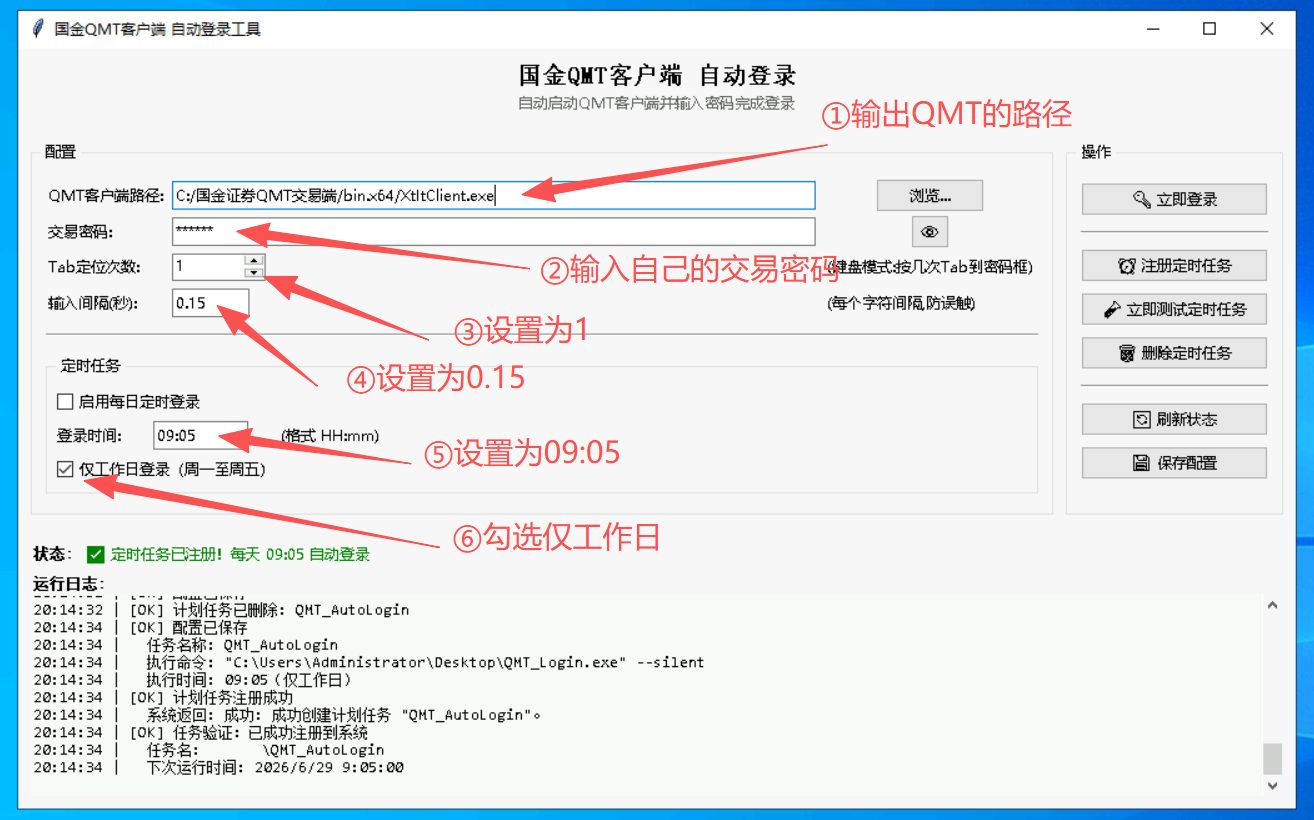 国金QMT客户端 自动登录工具
国金QMT客户端 自动登录
自动启动QMT客户端并输入密码完成登录
①输出QMT的路径
配置
QMT客户端路径: C:/国金证券QMT交易端/bin.x64/XtItClient.exe 浏览...
交易密码: ******
②输入自己的交易密码
Tab定位次数: 1 键盘模式:按几次Tab到密码框)
输入间隔(秒): 0.15 (每个字符间隔,防误触)
③设置为1
④设置为0.15
定时任务
启用每日定时登录
登录时间: 09:05 (格式 HH:mm)
⑤设置为09:05
仅工作日登录 (周一至周五)
⑥勾选仅工作日
操作
立即登录
注册定时任务
立即测试定时任务
删除定时任务
刷新状态
保存配置
状态: 定时任务已注册! 每天 09:05 自动登录
运行日志:
20:14:32 | [OK] 计划任务已删除: QMT_AutoLogin
20:14:34 | [OK] 配置已保存
20:14:34 | 任务名称: QMT_AutoLogin
20:14:34 | 执行命令: "C:\Users\Administrator\Desktop\QMT_Login.exe" --silent
20:14:34 | 执行时间: 09:05 (仅工作日)
20:14:34 | [OK] 计划任务注册成功
20:14:34 | 系统返回: 成功: 成功创建计划任务 "QMT_AutoLogin"。
20:14:34 | [OK] 任务验证: 已成功注册到系统
20:14:34 | 任务名: \QMT_AutoLogin
20:14:34 | 下次运行时间: 2026/6/29 9:05:00